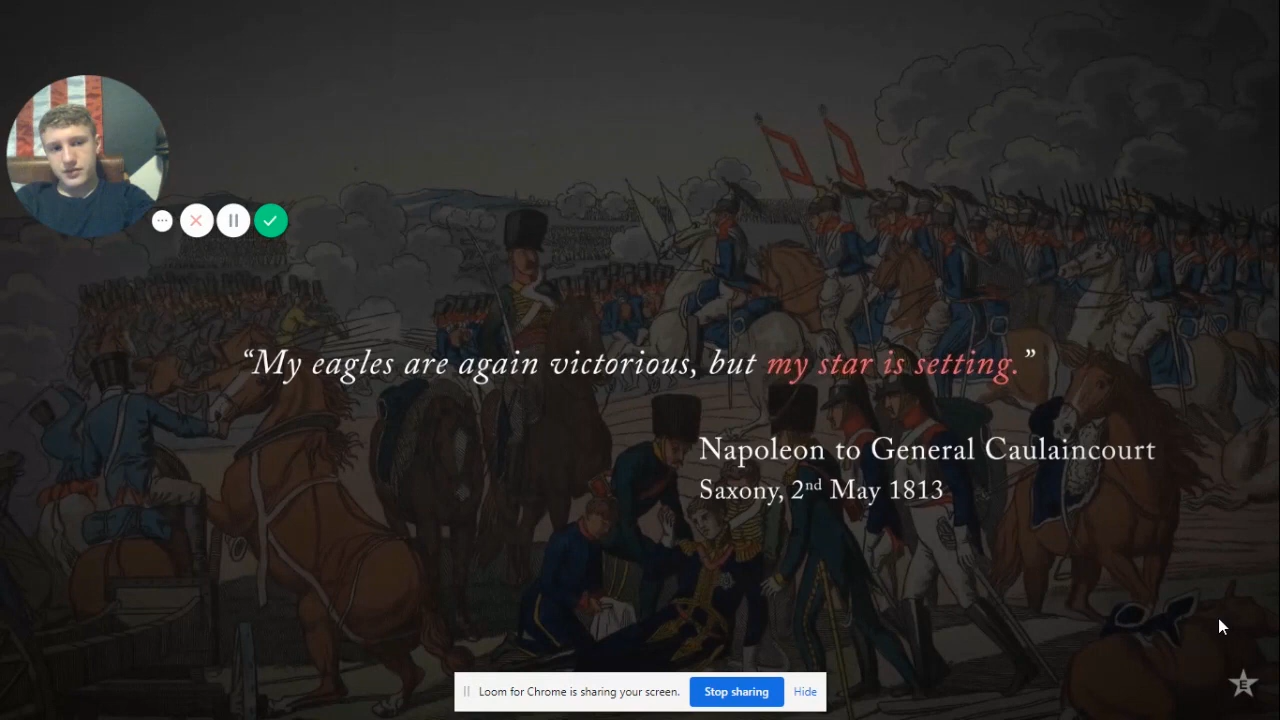 “My eagles are again victorious, but my star is setting.”
Napoleon to General Caulaincourt
Saxony, 2nd May 1813
Loom for Chrome is sharing your screen. Stop sharing Hide
E